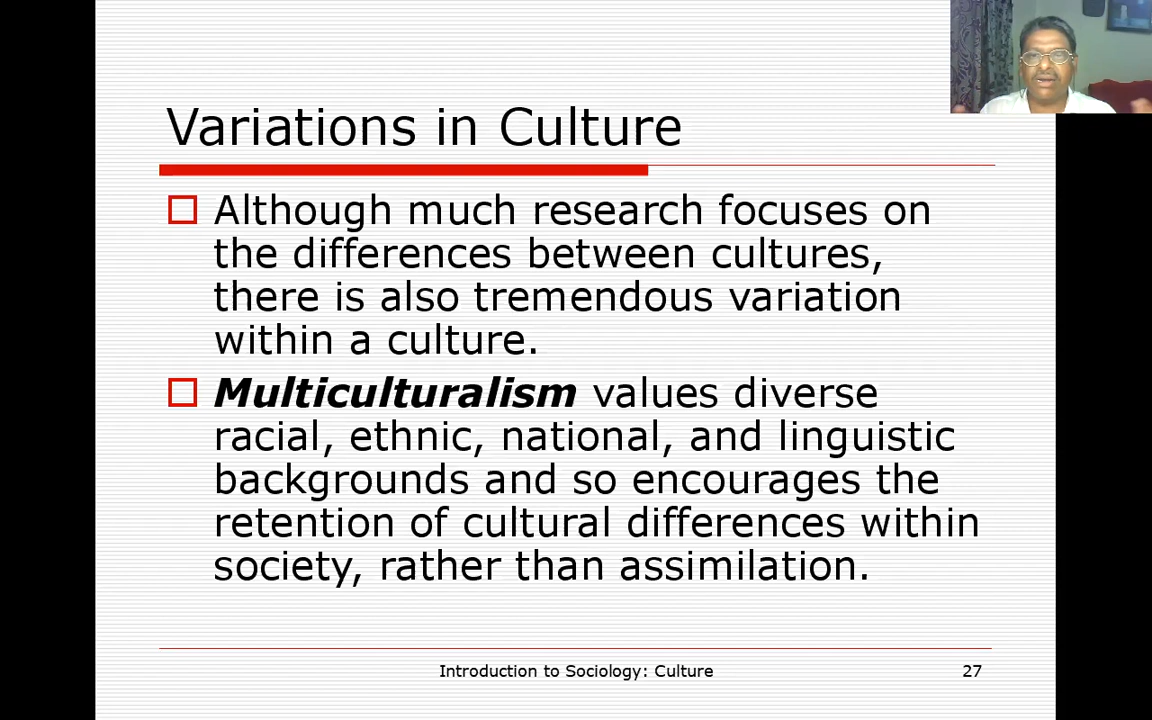 Variations in Culture
Although much research focuses on
the differences between cultures,
there is also tremendous variation
within a culture.
Multiculturalism values diverse
racial, ethnic, national, and linguistic
backgrounds and so encourages the
retention of cultural differences within
society, rather than assimilation.
Introduction to Sociology: Culture
27